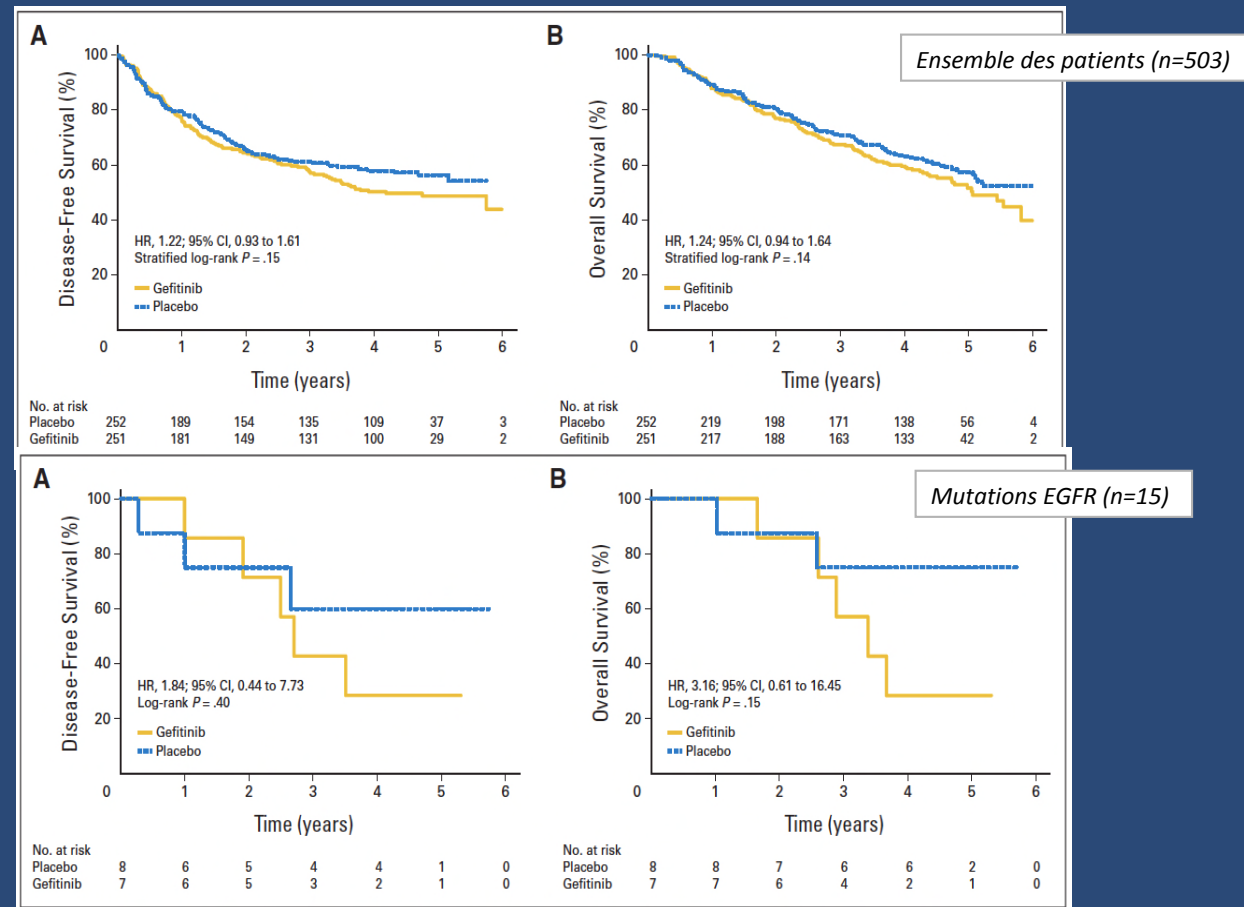 A
B
Ensemble des patients (n=503)
Disease-Free Survival (%)
100
80
60
40
20
HR, 1.22; 95% CI, 0.93 to 1.61
Stratified log-rank P = .15
Gefitinib
Placebo
0 1 2 3 4 5 6
Time (years)
No. at risk
Placebo 252 189 154 135 109 37 3
Gefitinib 251 181 149 131 100 29 2
Overall Survival (%)
100
80
60
40
20
HR, 1.24; 95% CI, 0.94 to 1.64
Stratified log-rank P = .14
Gefitinib
Placebo
0 1 2 3 4 5 6
Time (years)
No. at risk
Placebo 252 219 198 171 138 56 4
Gefitinib 251 217 188 163 133 42 2
A
B
Mutations EGFR (n=15)
Disease-Free Survival (%)
100
80
60
40
20
HR, 1.84; 95% CI, 0.44 to 7.73
Log-rank P = .40
Gefitinib
Placebo
0 1 2 3 4 5 6
Time (years)
No. at risk
Placebo 8 6 5 4 4 1 0
Gefitinib 7 6 5 3 2 1 0
Overall Survival (%)
100
80
60
40
20
HR, 3.16; 95% CI, 0.61 to 16.45
Log-rank P = .15
Gefitinib
Placebo
0 1 2 3 4 5 6
Time (years)
No. at risk
Placebo 8 8 7 6 6 2 0
Gefitinib 7 7 6 4 2 1 0